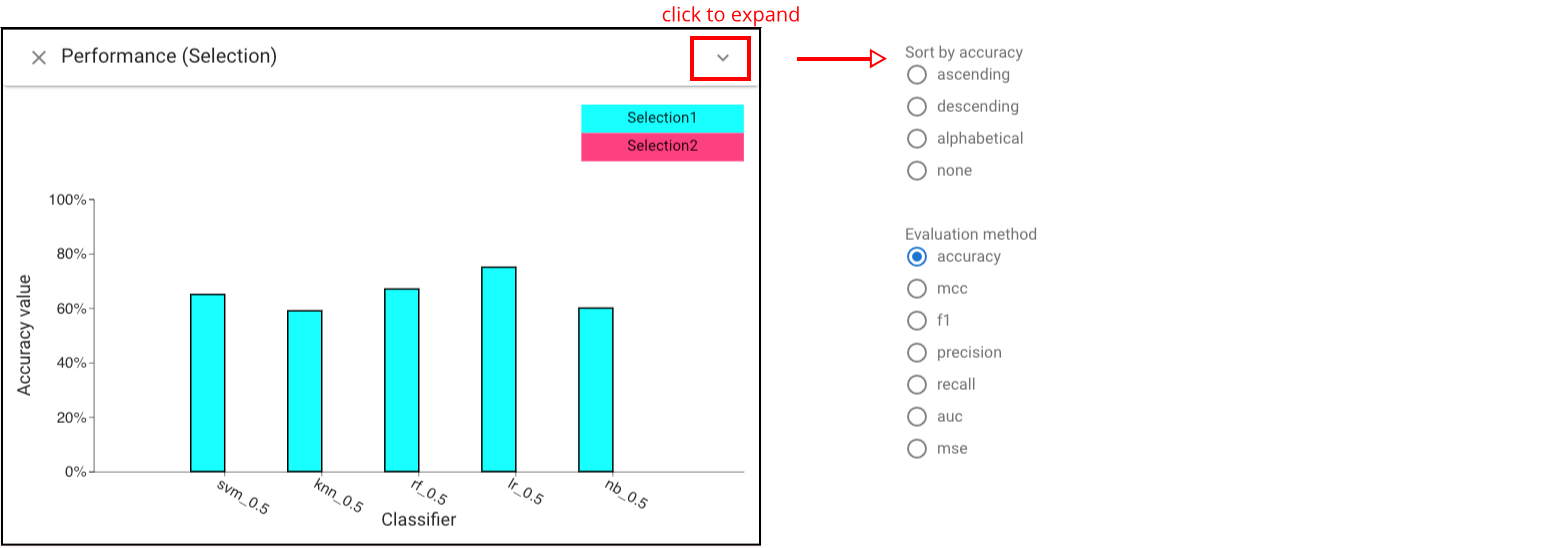 click to expand
Performance (Selection)
Selection1
Selection2
100%
80%
60%
40%
20%
0%
Accuracy value
svm_0.5
knn_0.5
rf_0.5
lr_0.5
nb_0.5
Classifier
Sort by accuracy
ascending
descending
alphabetical
none
Evaluation method
accuracy
mcc
f1
precision
recall
auc
mse